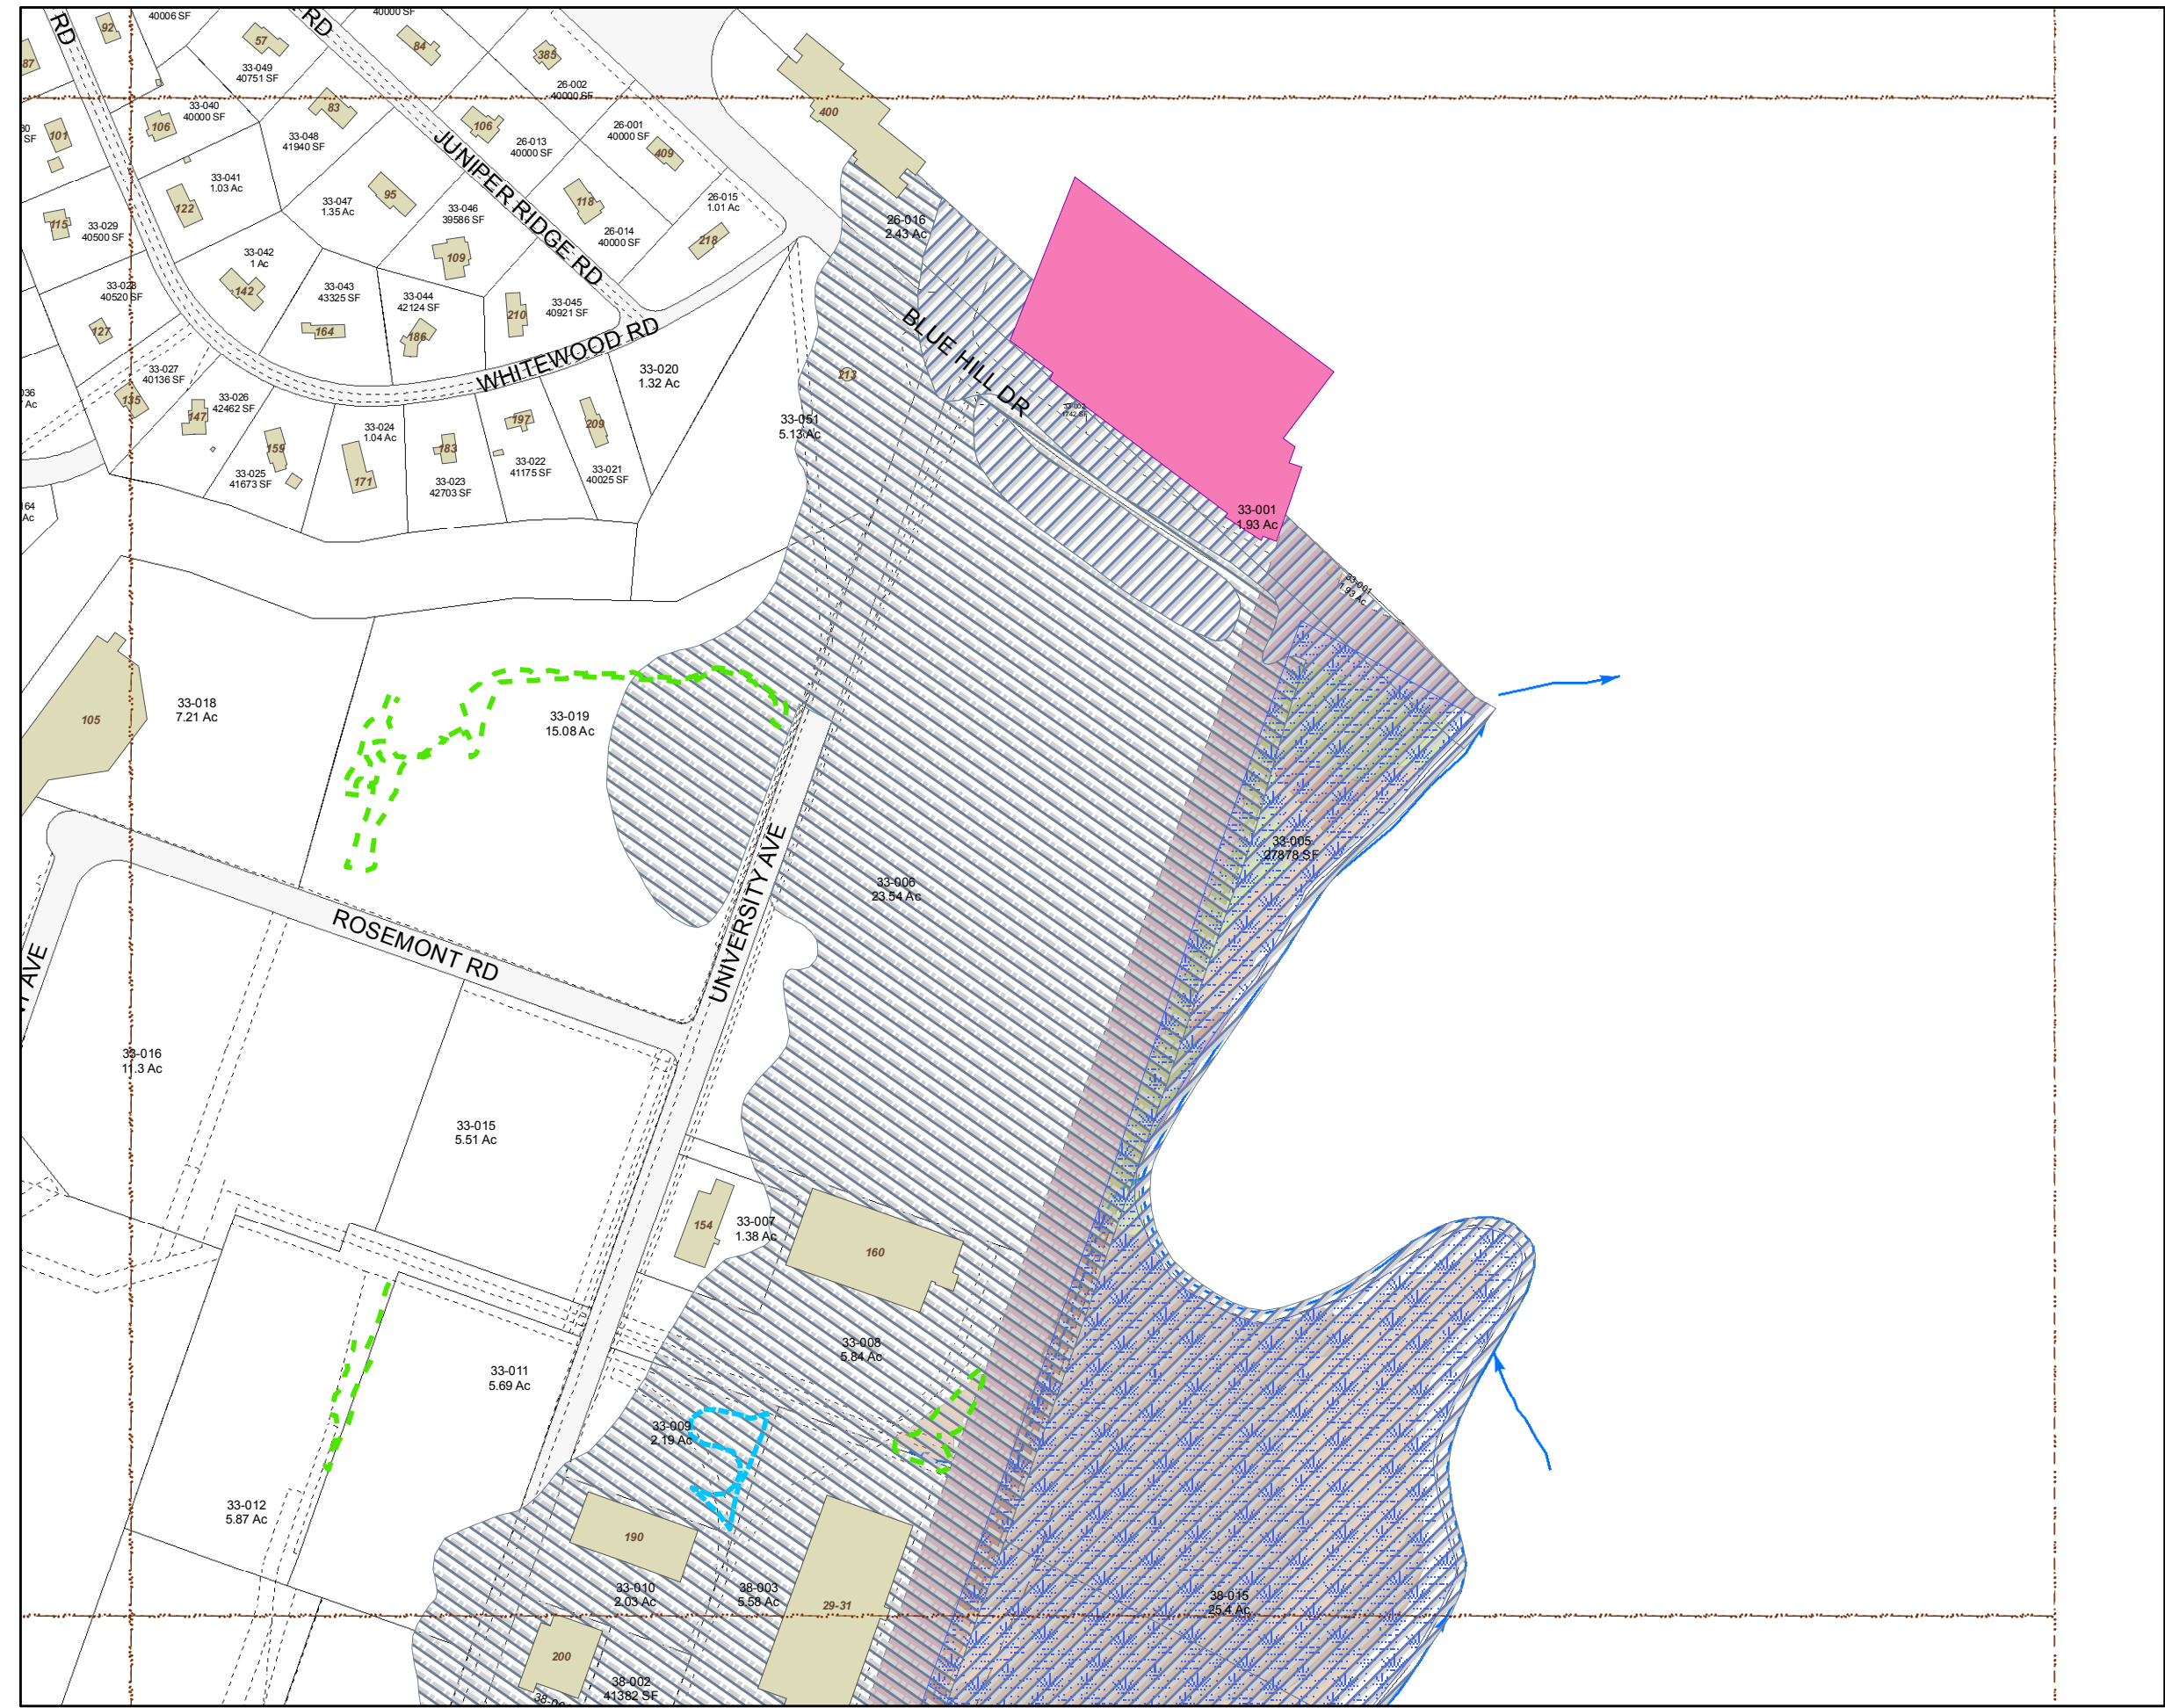 RD
92
40006 SF
57
33-049
40751 SF
RD
84
40000 SF
385
26-002
40000 SF
87
400
SF
101
106
33-040
40000 SF
83
33-048
41940 SF
106
JUNIPER RIDGE RD
26-013
40000 SF
26-001
40000 SF
409
33-041
1.03 Ac
122
33-047
1.35 Ac
95
33-046
39586 SF
118
26-015
1.01 Ac
26-016
2.43 Ac
115
33-029
40500 SF
33-042
1 Ac
142
109
26-014
40000 SF
218
33-028
40520 SF
127
33-043
43325 SF
164
33-044
42124 SF
186
210
33-045
40921 SF
WHITEWOOD RD
BLUE HILL DR
33-027
40136 SF
135
33-026
42462 SF
147
33-020
1.32 Ac
213
Ac
159
33-025
41673 SF
33-024
1.04 Ac
171
183
33-023
42703 SF
197
33-022
41175 SF
209
33-021
40025 SF
33-051
5.13 Ac
Ac
33-001
1.93 Ac
33-001
1.93 Ac
105
33-018
7.21 Ac
33-019
15.08 Ac
33-005
27878 SF
33-006
23.54 Ac
UNIVERSITY AVE
ROSEMONT RD
AVE
33-016
11.3 Ac
33-015
5.51 Ac
154
33-007
1.38 Ac
160
33-008
5.84 Ac
33-011
5.69 Ac
33-009
2.19 Ac
33-012
5.87 Ac
190
33-010
2.03 Ac
38-003
5.58 Ac
29-31
38-015
25.4 Ac
200
38-002
41382 SF